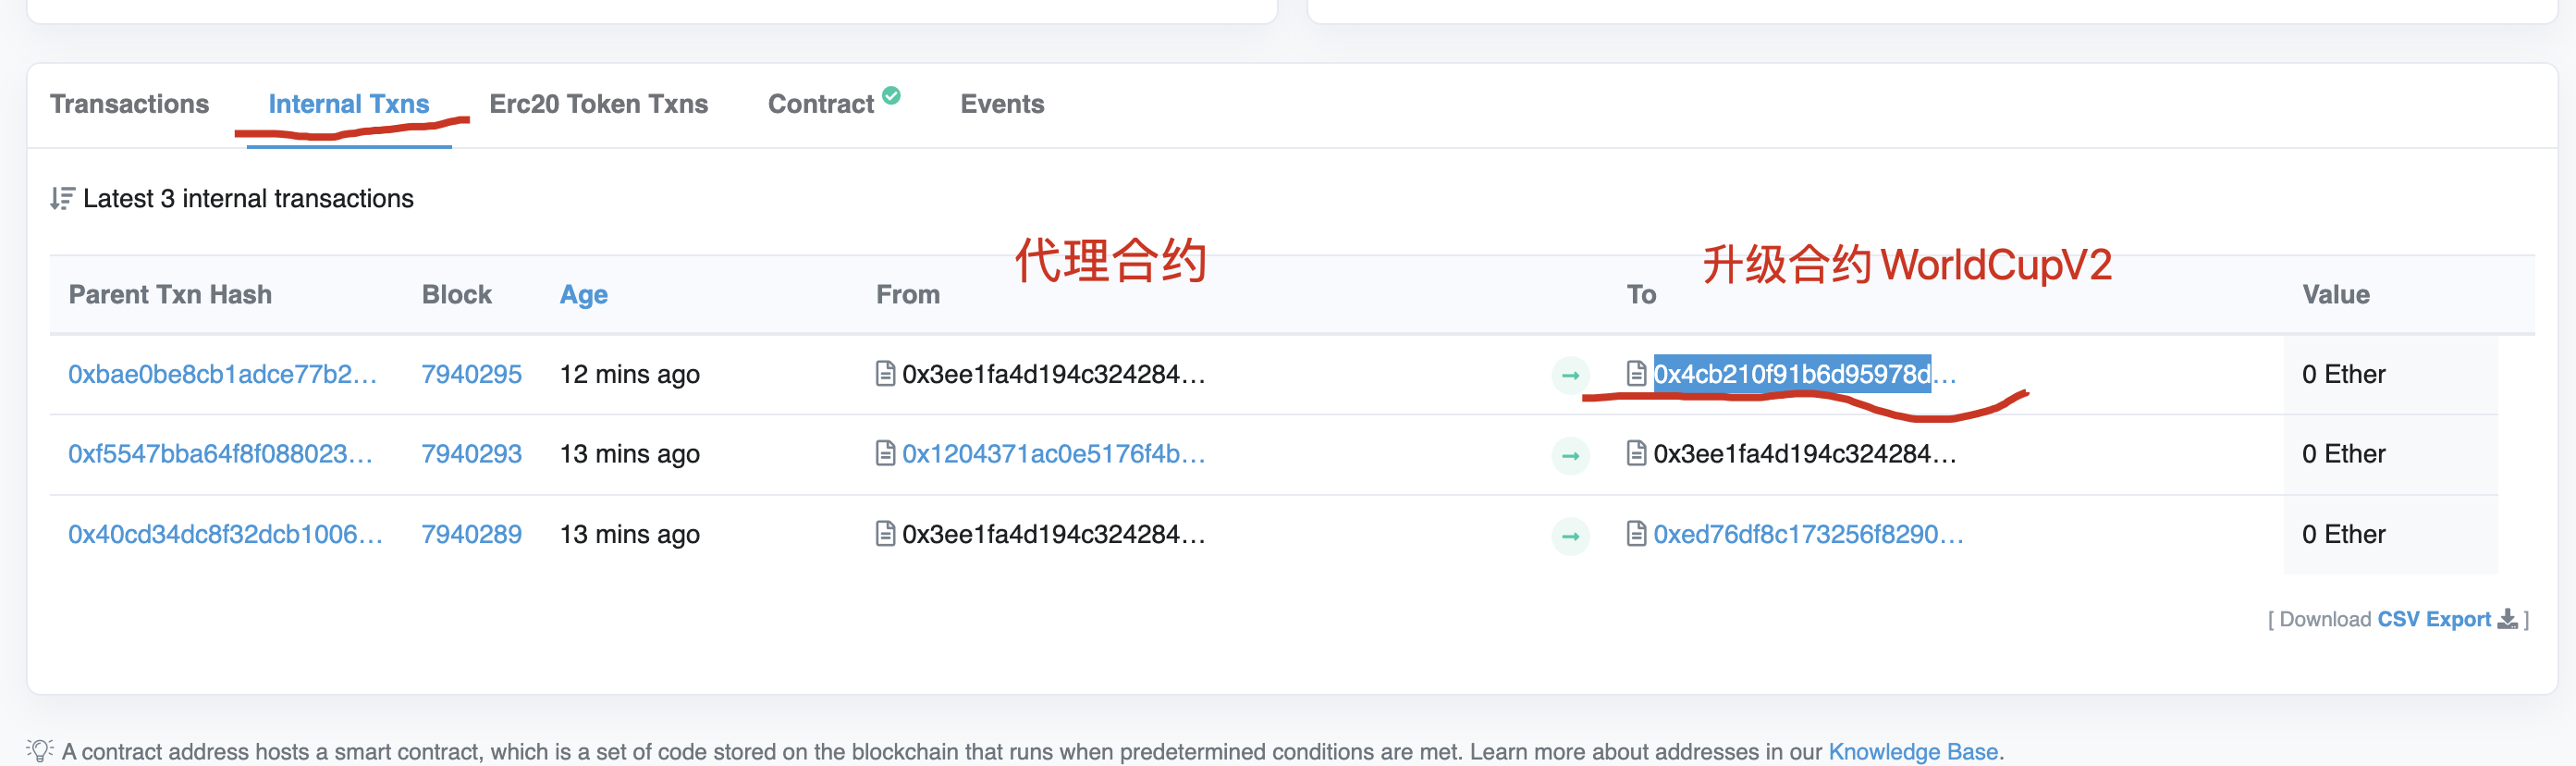 Transactions Internal Txns Erc20 Token Txns Contract Events
Latest 3 internal transactions
代理合约 升级合约 WorldCupV2
Parent Txn Hash Block Age From To Value
0xbae0be8cb1adce77b2... 7940295 12 mins ago 0x3ee1fa4d194c324284... 0x4cb210f91b6d95978d... 0 Ether
0xf5547bba64f8f088023... 7940293 13 mins ago 0x1204371ac0e5176f4b... 0x3ee1fa4d194c324284... 0 Ether
0x40cd34dc8f32dcb1006... 7940289 13 mins ago 0x3ee1fa4d194c324284... 0xed76df8c173256f8290... 0 Ether
[ Download CSV Export ]
A contract address hosts a smart contract, which is a set of code stored on the blockchain that runs when predetermined conditions are met. Learn more about addresses in our Knowledge Base.